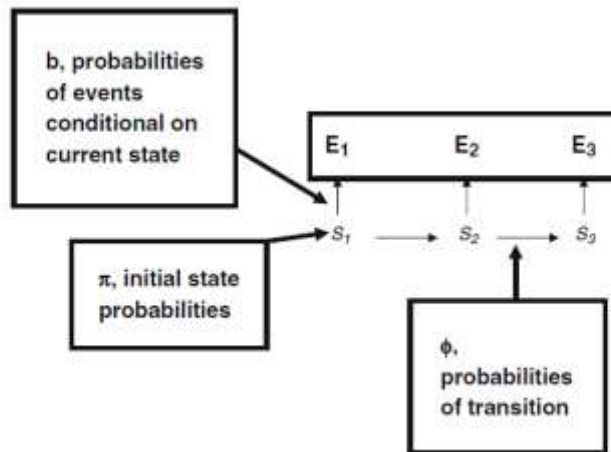 b, probabilities
of events
conditional on
current state
E₁ E₂ E₃
S₁ S₂ S₃
π, initial state
probabilities
ϕ,
probabilities
of transition